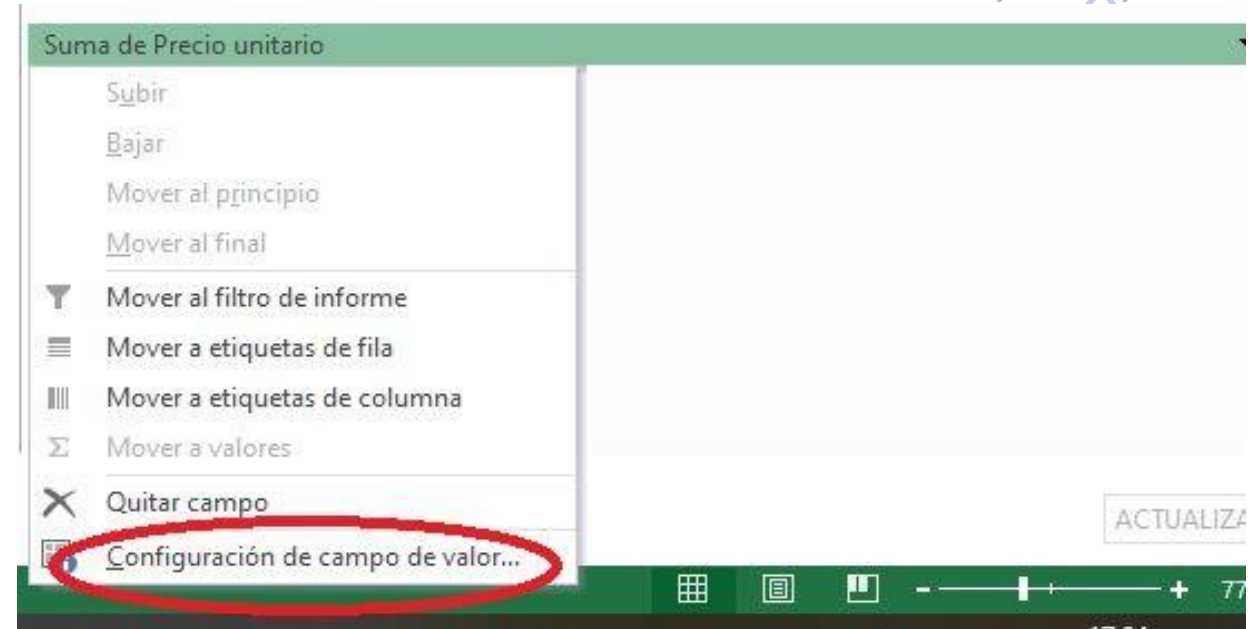 Suma de Precio unitario
Subir
Bajar
Mover al principio
Mover al final
Mover al filtro de informe
Mover a etiquetas de fila
Mover a etiquetas de columna
Σ Mover a valores
Quitar campo
ACTUALIZA
Configuración de campo de valor...
- + 77